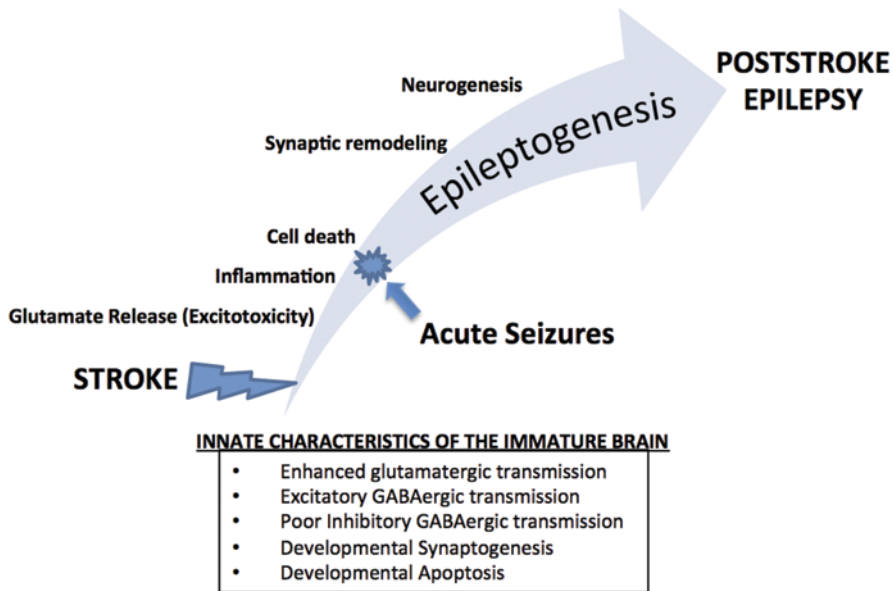 POSTSTROKE
EPILEPSY
Neurogenesis
Epileptogenesis
Synaptic remodeling
Cell death
Inflammation
Glutamate Release (Excitotoxicity)
Acute Seizures
STROKE
INNATE CHARACTERISTICS OF THE IMMATURE BRAIN
• Enhanced glutamatergic transmission
• Excitatory GABAergic transmission
• Poor Inhibitory GABAergic transmission
• Developmental Synaptogenesis
• Developmental Apoptosis